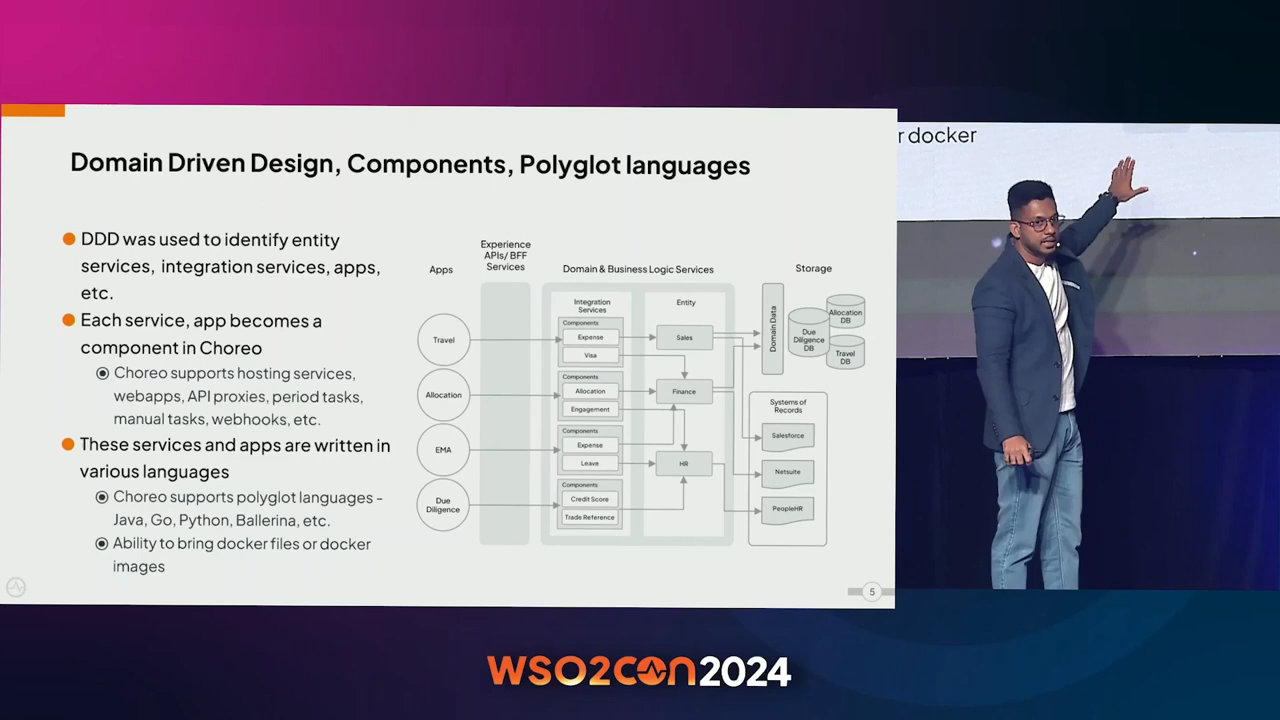 Domain Driven Design, Components, Polyglot languages
DDD was used to identify entity
services, integration services, apps,
etc.
Each service, app becomes a
component in Choreo
Choreo supports hosting services,
webapps, API proxies, period tasks,
manual tasks, webhooks, etc.
These services and apps are written in
various languages
Choreo supports polyglot languages –
Java, Go, Python, Ballerina, etc.
Ability to bring docker files or docker
images
Apps
Travel
Allocation
EMA
Due
Diligence
Experience
APIs/ BFF
Services
Domain & Business Logic Services
Integration
Services
Components
Expense
Visa
Components
Allocation
Engagement
Components
Expense
Leave
Components
Credit Score
Trade Reference
Entity
Sales
Finance
HR
Storage
Domain Data
Due
Diligence
DB
Allocation
DB
Travel
DB
Systems of
Records
Salesforce
Netsuite
PeopleHR
5
r docker
WSO2CON2024